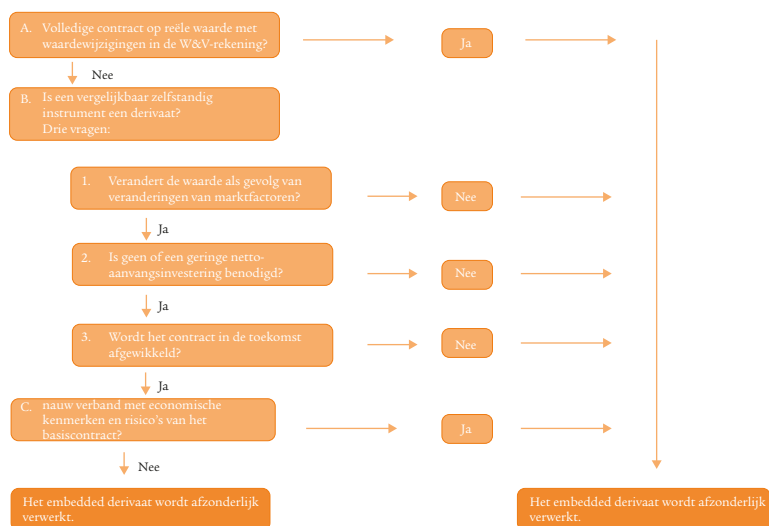 A. Volledige contract op reële waarde met
waardewijzigingen in de W&V-rekening?
Ja
Nee
B. Is een vergelijkbaar zelfstandig
instrument een derivaat?
Drie vragen:
1. Verandert de waarde als gevolg van
veranderingen van marktfactoren?
Nee
Ja
2. Is geen of een geringe netto-
aanvangsinvestering benodigd?
Nee
Ja
3. Wordt het contract in de toekomst
afgewikkeld?
Nee
Ja
C. nauw verband met economische
kenmerken en risico's van het
basiscontract?
Ja
Nee
Het embedded derivaat wordt afzonderlijk
verwerkt.
Het embedded derivaat wordt afzonderlijk
verwerkt.